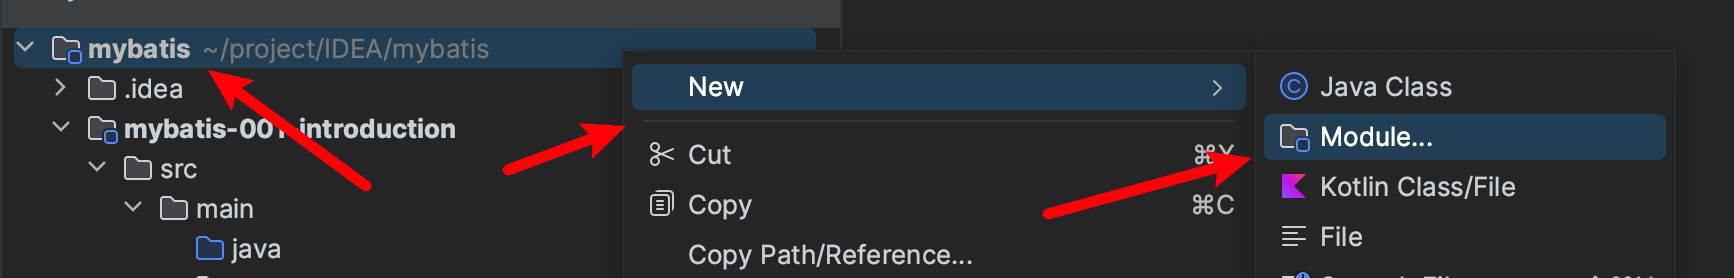 mybatis ~/project/IDEA/mybatis
.idea
mybatis-001-introduction
src
main
java
New
Cut ⌘X
Copy ⌘C
Copy Path/Reference...
Java Class
Module...
Kotlin Class/File
File